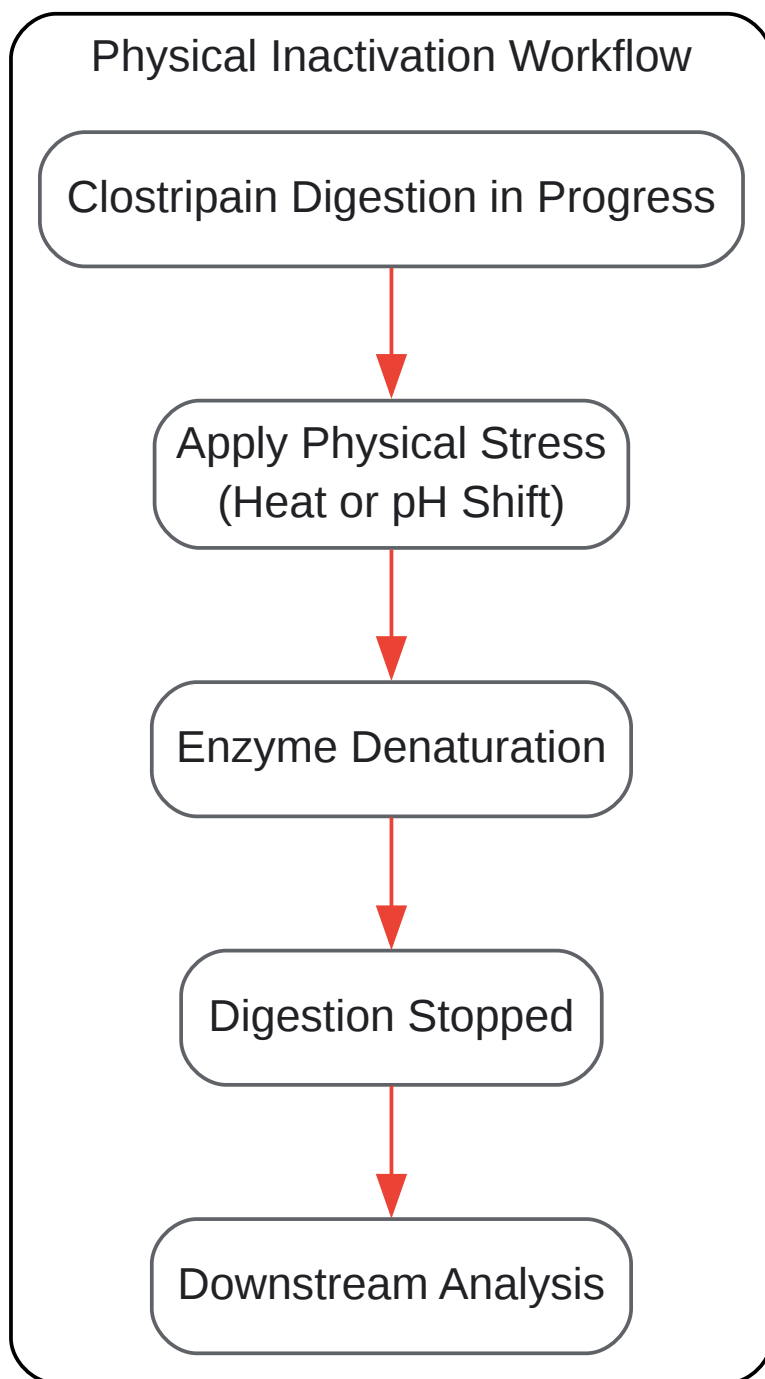 Physical Inactivation Workflow
Clostripain Digestion in Progress
Apply Physical Stress
(Heat or pH Shift)
Enzyme Denaturation
Digestion Stopped
Downstream Analysis